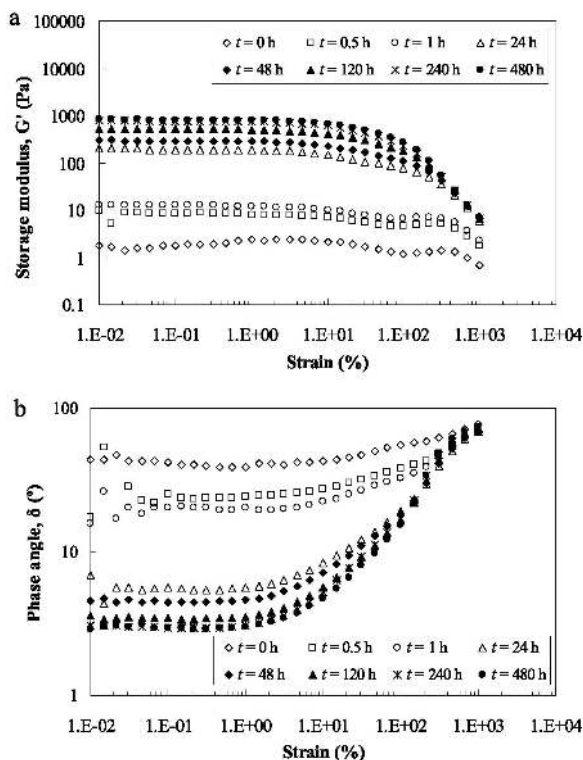 a
100000
10000
1000
100
10
1
0.1
Storage modulus, G' (Pa)
t = 0 h t = 0.5 h t = 1 h t = 24 h
t = 48 h t = 120 h t = 240 h t = 480 h
1.E-02 1.E-01 1.E+00 1.E+01 1.E+02 1.E+03 1.E+04
Strain (%)
b
100
10
1
Phase angle, δ (º)
t = 0 h t = 0.5 h t = 1 h t = 24 h
t = 48 h t = 120 h t = 240 h t = 480 h
1.E-02 1.E-01 1.E+00 1.E+01 1.E+02 1.E+03 1.E+04
Strain (%)